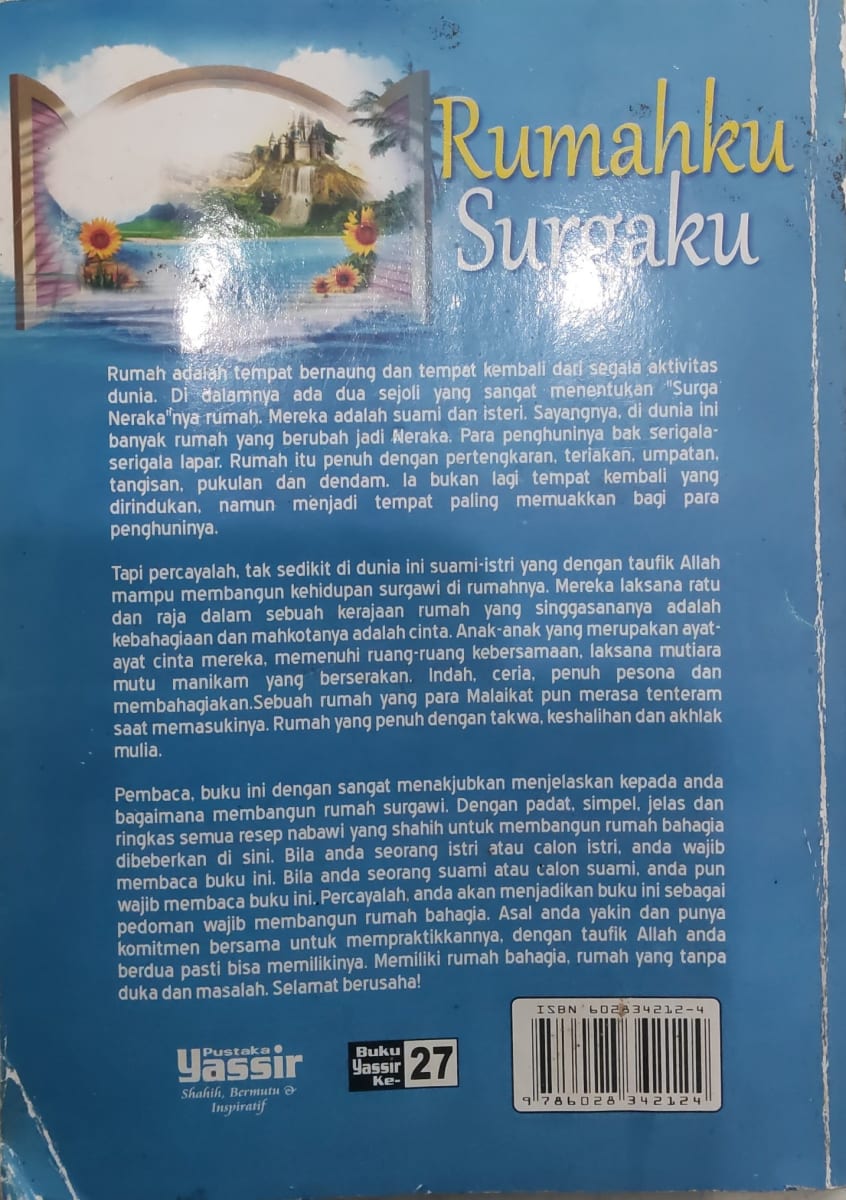 Rumahku
Surgaku
Rumah adalah tempat bernaung dan tempat kembali dari segala aktivitas
dunia. Di dalamnya ada dua sejoli yang sangat menentukan "Surga
Neraka"nya rumah. Mereka adalah suami dan isteri. Sayangnya, di dunia ini
banyak rumah yang berubah jadi Neraka. Para penghuninya bak serigala-
serigala lapar. Rumah itu penuh dengan pertengkaran, teriakan, umpatan,
tangisan, pukulan dan dendam. Ia bukan lagi tempat kembali yang
dirindukan, namun menjadi tempat paling memuakkan bagi para
penghuninya.
Tapi percayalah, tak sedikit di dunia ini suami-istri yang dengan taufik Allah
mampu membangun kehidupan surgawi di rumahnya. Mereka laksana ratu
dan raja dalam sebuah kerajaan rumah yang singgasananya adalah
kebahagiaan dan mahkotanya adalah cinta. Anak-anak yang merupakan ayat-
ayat cinta mereka, memenuhi ruang-ruang kebersamaan, laksana mutiara
mutu manikam yang berserakan. Indah, ceria, penuh pesona dan
membahagiakan.Sebuah rumah yang para Malaikat pun merasa tenteram
saat memasukinya. Rumah yang penuh dengan takwa, keshalihan dan akhlak
mulia.
Pembaca, buku ini dengan sangat menakjubkan menjelaskan kepada anda
bagaimana membangun rumah surgawi. Dengan padat, simpel, jelas dan
ringkas semua resep nabawi yang shahih untuk membangun rumah bahagia
dibeberkan di sini. Bila anda seorang istri atau calon istri, anda wajib
membaca buku ini. Bila anda seorang suami atau calon suami, anda pun
wajib membaca buku ini. Percayalah, anda akan menjadikan buku ini sebagai
pedoman wajib membangun rumah bahagia. Asal anda yakin dan punya
komitmen bersama untuk mempraktikkannya, dengan taufik Allah anda
berdua pasti bisa memilikinya. Memiliki rumah bahagia, rumah yang tanpa
duka dan masalah. Selamat berusaha!
ISBN 602834212-4
9 786028 342124
Pustaka
Yassir
Shahih, Bermutu &
Inspiratif
Buku
Yassir
Ke-
27